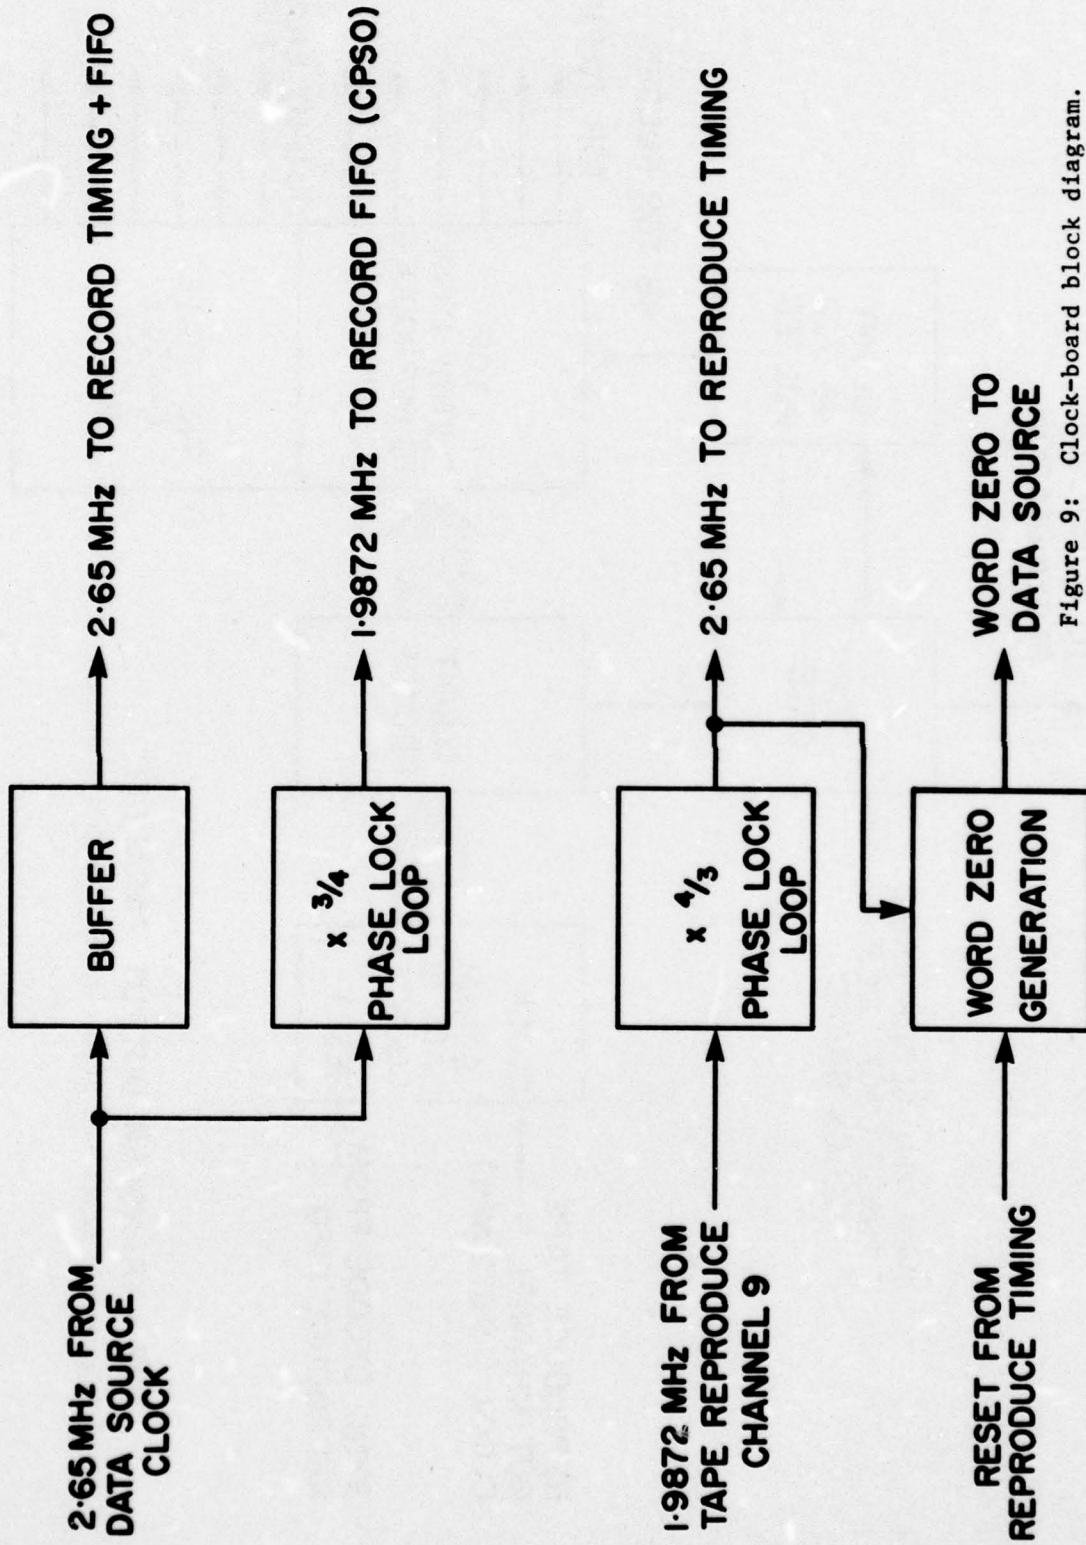 2·65 MHz FROM
DATA SOURCE
CLOCK
BUFFER
2·65 MHz TO RECORD TIMING + FIFO
x 3/4
PHASE LOCK
LOOP
1·9872 MHz TO RECORD FIFO (CPSO)
1·9872 MHz FROM
TAPE REPRODUCE
CHANNEL 9
x 4/3
PHASE LOCK
LOOP
2·65 MHz TO REPRODUCE TIMING
RESET FROM
REPRODUCE TIMING
WORD ZERO
GENERATION
WORD ZERO TO
DATA SOURCE
Figure 9: Clock-board block diagram.